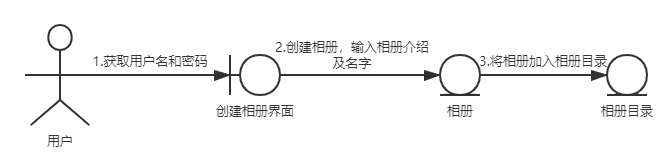 1.获取用户名和密码
2.创建相册，输入相册介绍
及名字
3.将相册加入相册目录
用户
创建相册界面
相册
相册目录